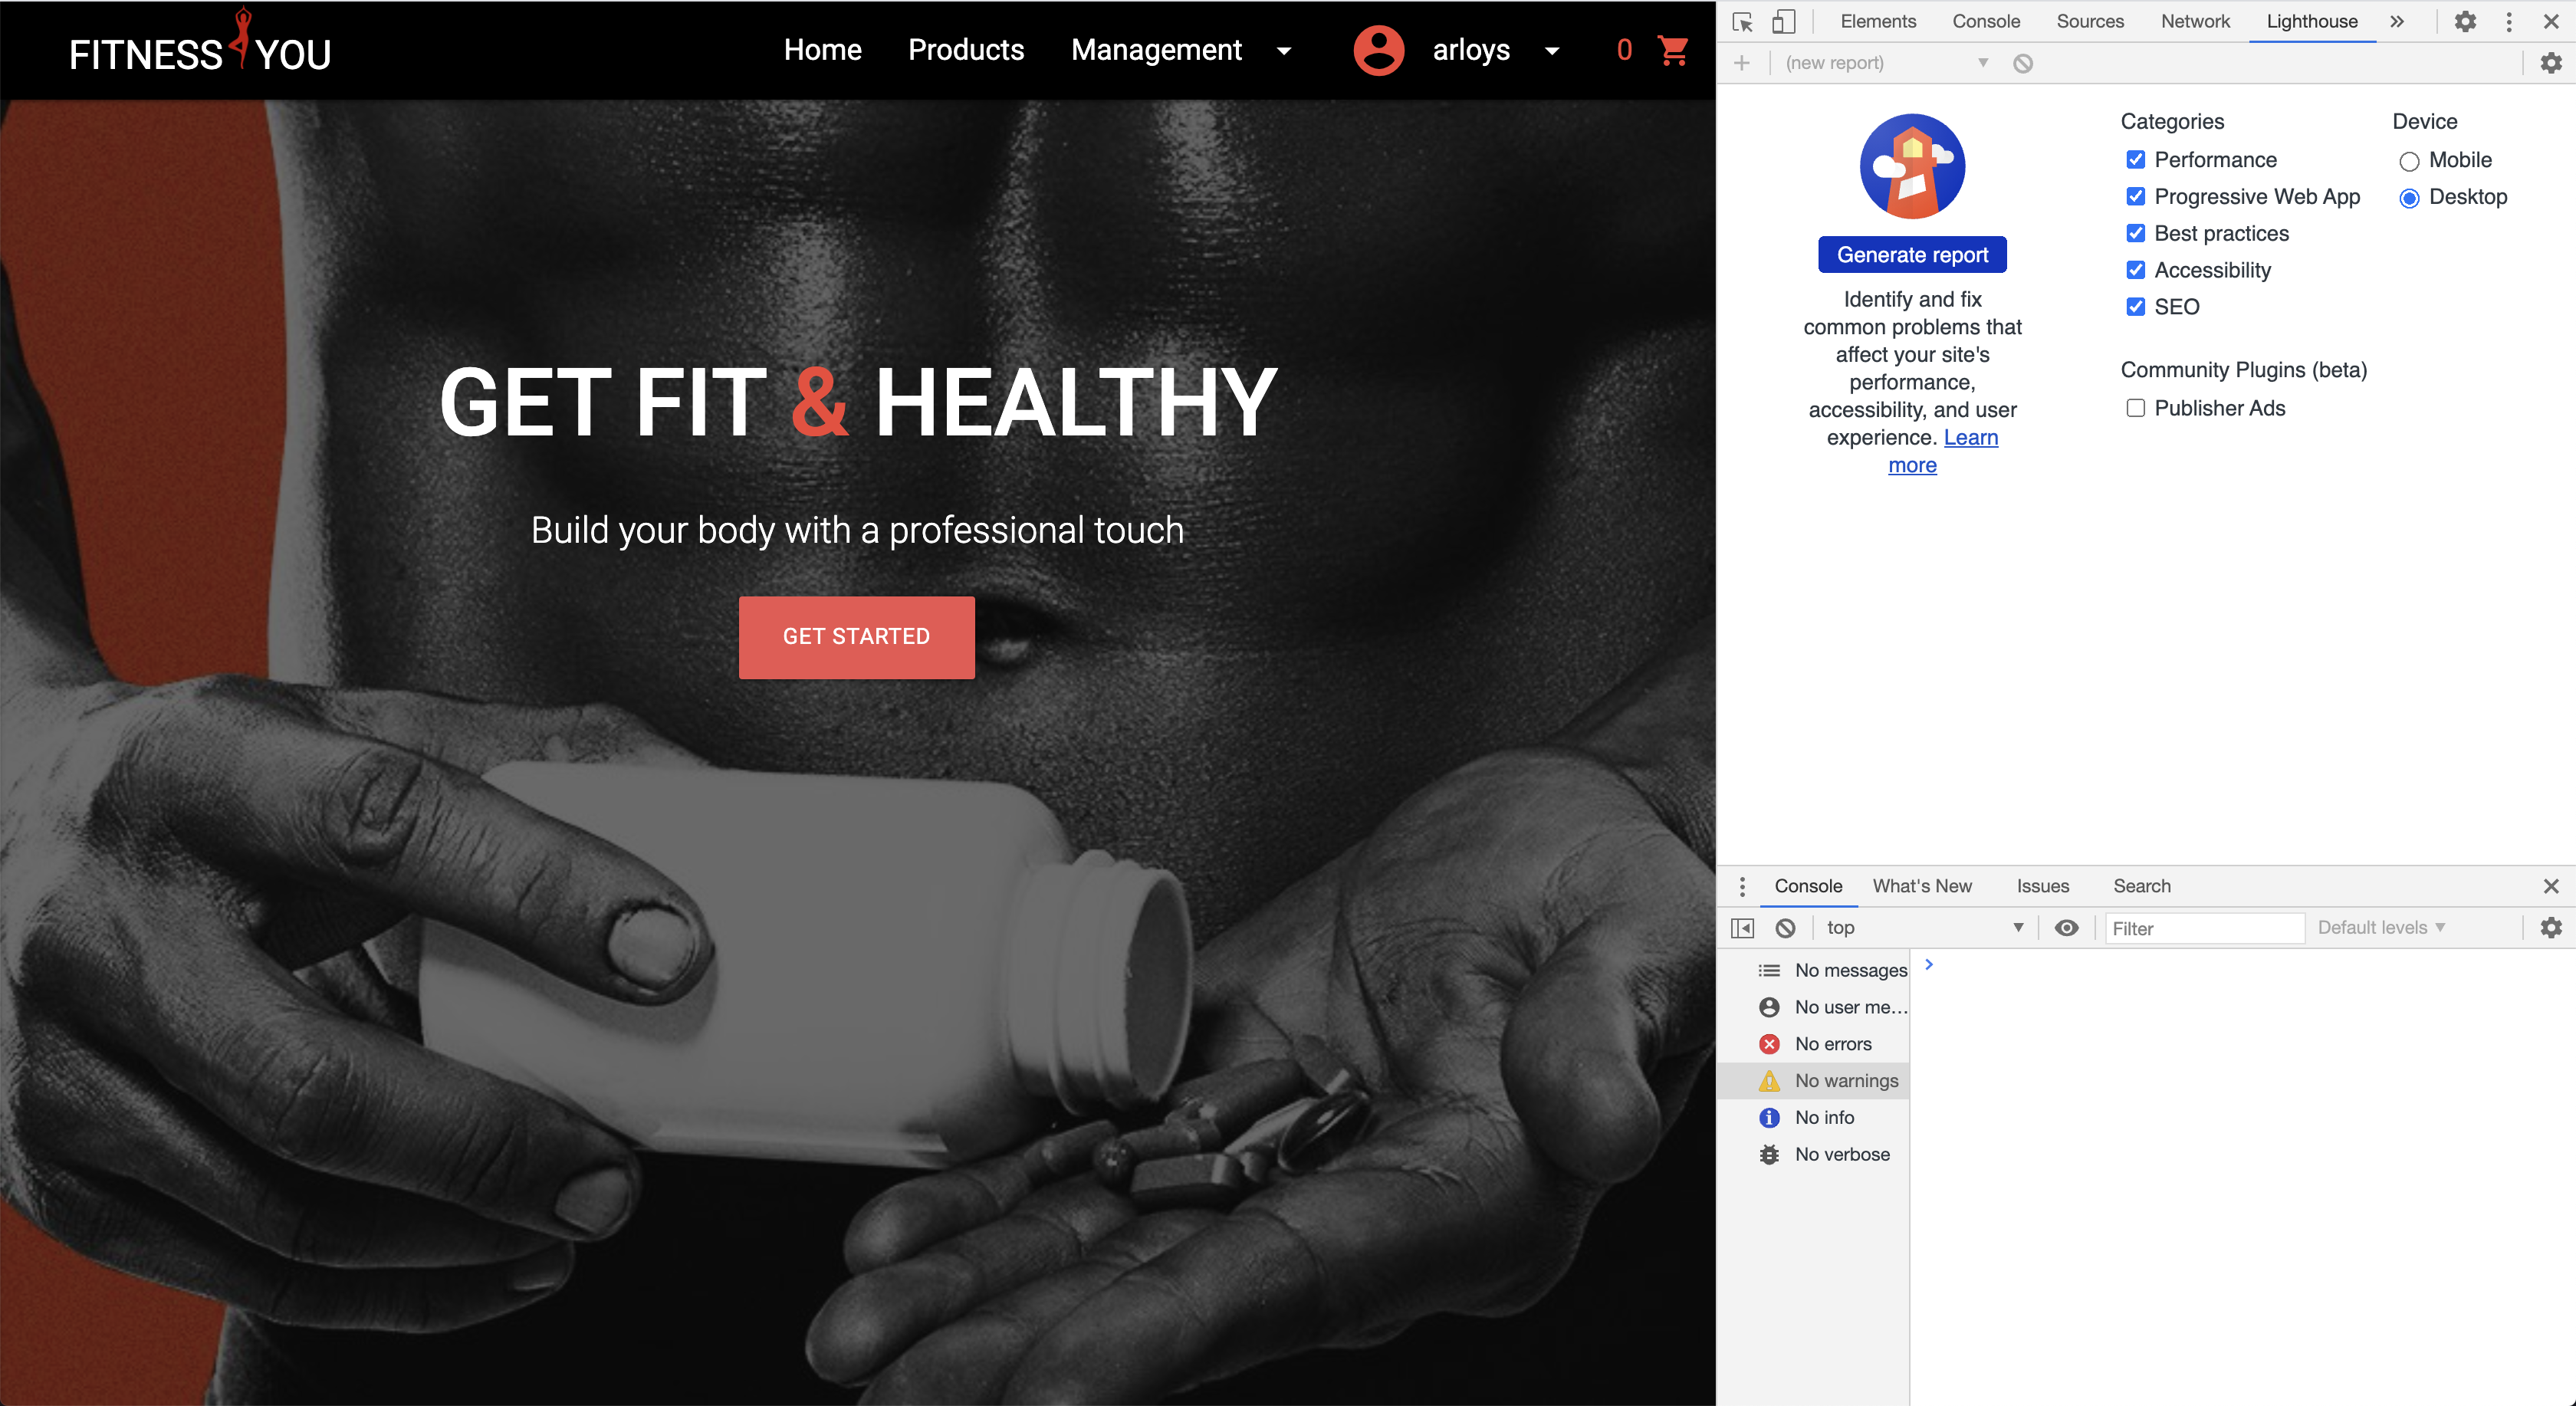 FITNESS YOU
Home Products Management arloys 0
GET FIT & HEALTHY
Build your body with a professional touch
GET STARTED
Elements Console Sources Network Lighthouse
(new report)
Generate report
Identify and fix
common problems that
affect your site's
performance,
accessibility, and user
experience. Learn
more
Categories
Performance
Progressive Web App
Best practices
Accessibility
SEO
Community Plugins (beta)
Publisher Ads
Device
Mobile
Desktop
Console What's New Issues Search
top Filter Default levels
No messages
No user me…
No errors
No warnings
No info
No verbose